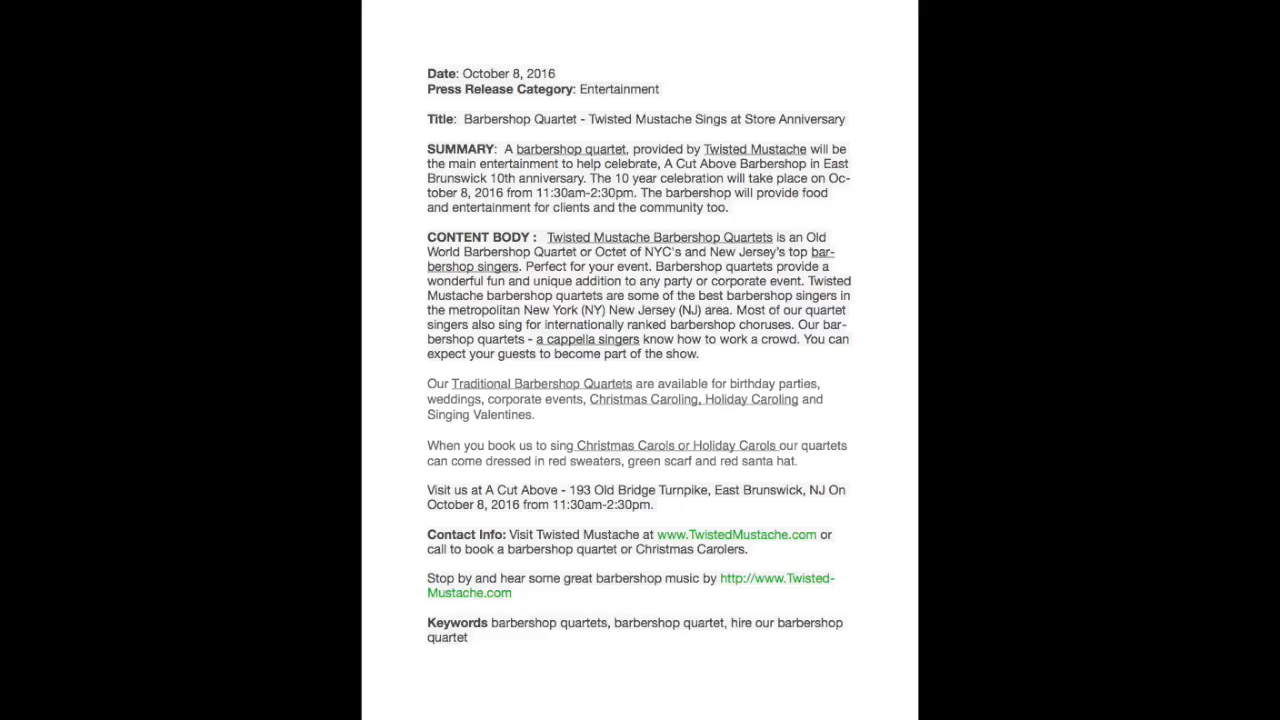 Date: October 8, 2016
Press Release Category: Entertainment
Title: Barbershop Quartet - Twisted Mustache Sings at Store Anniversary
SUMMARY: A barbershop quartet, provided by Twisted Mustache will be
the main entertainment to help celebrate, A Cut Above Barbershop in East
Brunswick 10th anniversary. The 10 year celebration will take place on Oc-
tober 8, 2016 from 11:30am-2:30pm. The barbershop will provide food
and entertainment for clients and the community too.
CONTENT BODY : Twisted Mustache Barbershop Quartets is an Old
World Barbershop Quartet or Octet of NYC's and New Jersey's top bar-
bershop singers. Perfect for your event. Barbershop quartets provide a
wonderful fun and unique addition to any party or corporate event. Twisted
Mustache barbershop quartets are some of the best barbershop singers in
the metropolitan New York (NY) New Jersey (NJ) area. Most of our quartet
singers also sing for internationally ranked barbershop choruses. Our bar-
bershop quartets - a cappella singers know how to work a crowd. You can
expect your guests to become part of the show.
Our Traditional Barbershop Quartets are available for birthday parties,
weddings, corporate events, Christmas Caroling, Holiday Caroling and
Singing Valentines.
When you book us to sing Christmas Carols or Holiday Carols our quartets
can come dressed in red sweaters, green scarf and red santa hat.
Visit us at A Cut Above - 193 Old Bridge Turnpike, East Brunswick, NJ On
October 8, 2016 from 11:30am-2:30pm.
Contact Info: Visit Twisted Mustache at www.TwistedMustache.com or
call to book a barbershop quartet or Christmas Carolers.
Stop by and hear some great barbershop music by http://www.Twisted-
Mustache.com
Keywords barbershop quartets, barbershop quartet, hire our barbershop
quartet